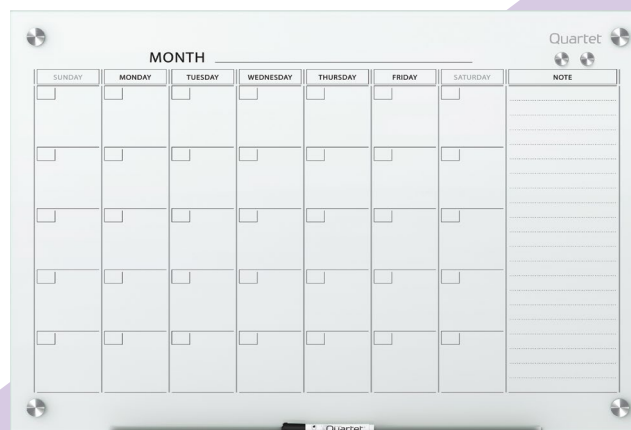 Quartet
MONTH
SUNDAY MONDAY TUESDAY WEDNESDAY THURSDAY FRIDAY SATURDAY NOTE
Quartet